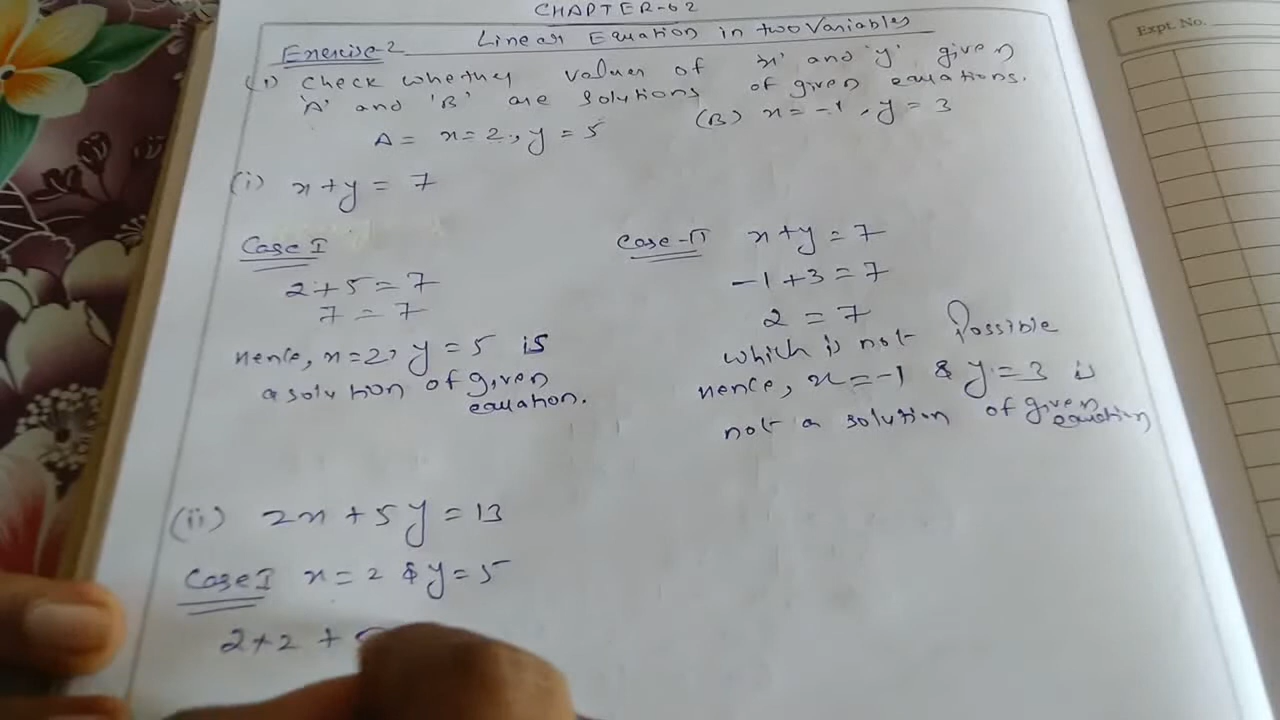 CHAPTER-02
Linear Equation in two Variables
Exercise 2
(1) Check whether values of 'x' and 'y' given
'A' and 'B' are solutions of given equations.
A = x=2, y=5 (B) x=-1, y=3
(i) x+y = 7
Case I
2+5=7
7=7
hence, x=2, y=5 is
a solution of given
equation.
Case-II x+y=7
-1+3=7
2=7
which is not Possible
hence, x=-1 & y=3 is
not a solution of given
equation
(ii) 2x+5y=13
Case I x=2 & y=5
2+2 +
Expt. No.